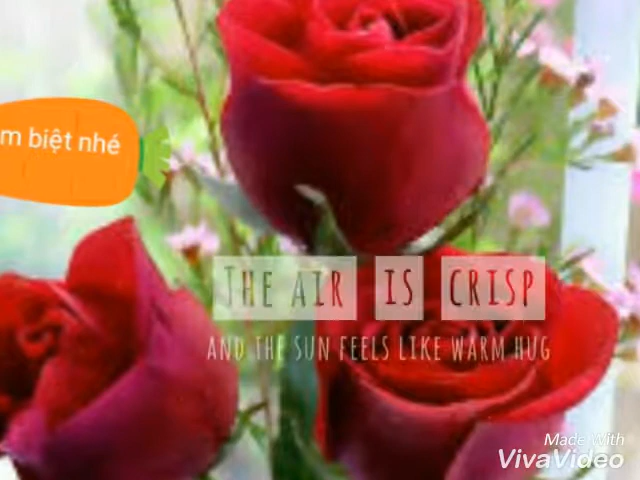 m biệt nhé
THE AIR IS CRISP
AND THE SUN FEELS LIKE WARM HUG
Made With
VivaVideo